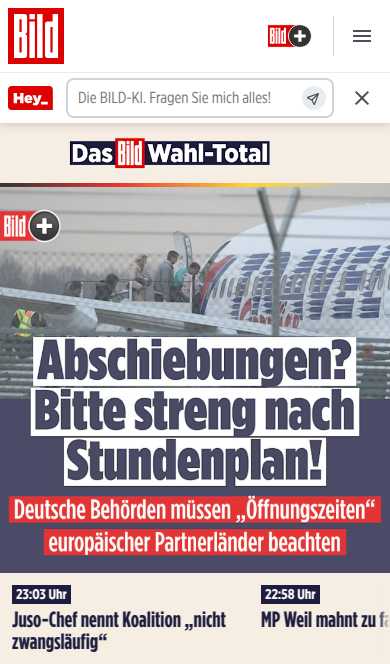 Bild
Bild+
Hey_
Die BILD-KI. Fragen Sie mich alles!
Das Bild Wahl-Total
Bild+
Abschiebungen?
Bitte streng nach
Stundenplan!
Deutsche Behörden müssen „Öffnungszeiten“
europäischer Partnerländer beachten
23:03 Uhr
Juso-Chef nennt Koalition „nicht
zwangsläufig“
22:58 Uhr
MP Weil mahnt zu